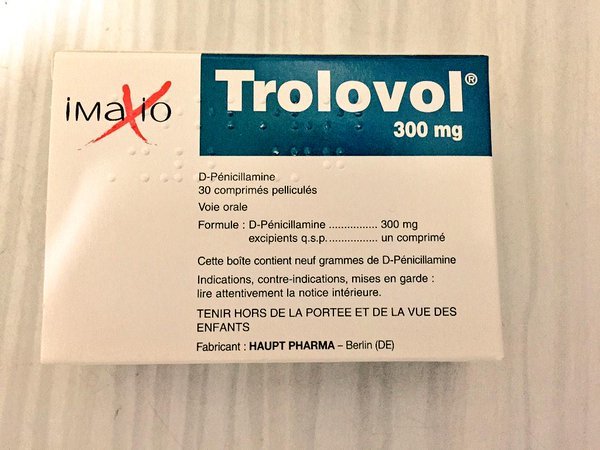 imaXio
Trolovol®
300 mg
D-Pénicillamine
30 comprimés pelliculés
Voie orale
Formule : D-Pénicillamine ................ 300 mg
excipients q.s.p. ................. un comprimé
Cette boîte contient neuf grammes de D-Pénicillamine
Indications, contre-indications, mises en garde :
lire attentivement la notice intérieure.
TENIR HORS DE LA PORTEE ET DE LA VUE DES
ENFANTS
Fabricant : HAUPT PHARMA – Berlin (DE)